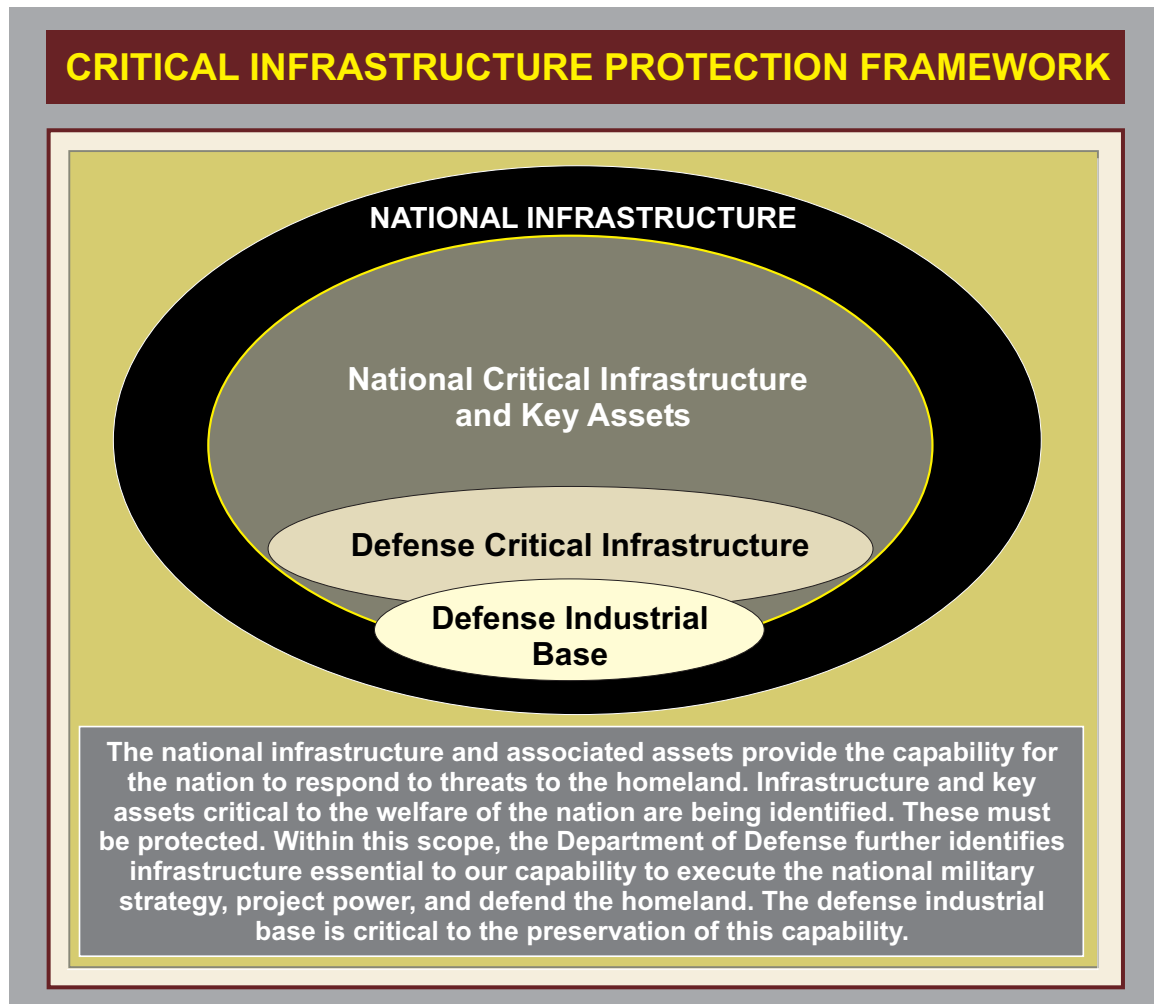 CRITICAL INFRASTRUCTURE PROTECTION FRAMEWORK
NATIONAL INFRASTRUCTURE
National Critical Infrastructure
and Key Assets
Defense Critical Infrastructure
Defense Industrial
Base
The national infrastructure and associated assets provide the capability for
the nation to respond to threats to the homeland. Infrastructure and key
assets critical to the welfare of the nation are being identified. These must
be protected. Within this scope, the Department of Defense further identifies
infrastructure essential to our capability to execute the national military
strategy, project power, and defend the homeland. The defense industrial
base is critical to the preservation of this capability.